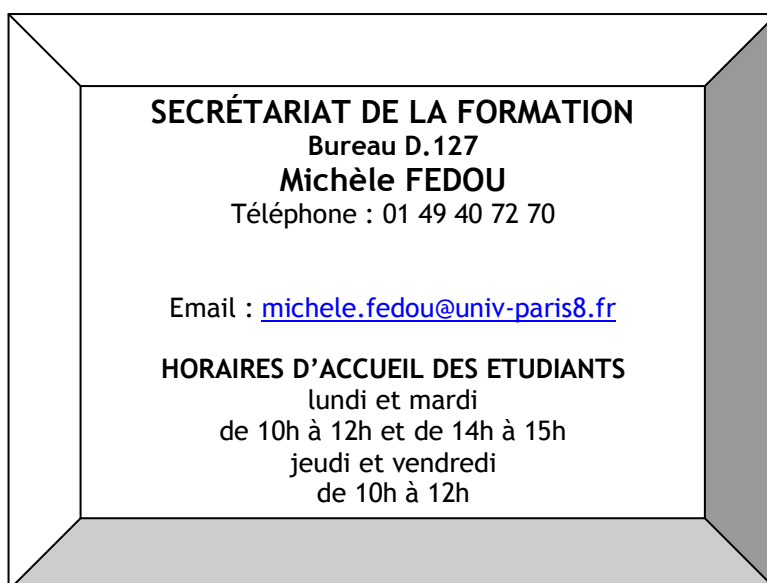 SECRÉTARIAT DE LA FORMATION
Bureau D.127
Michèle FEDOU
Téléphone : 01 49 40 72 70
Email : michele.fedou@univ-paris8.fr
HORAIRES D’ACCUEIL DES ETUDIANTS
lundi et mardi
de 10h à 12h et de 14h à 15h
jeudi et vendredi
de 10h à 12h